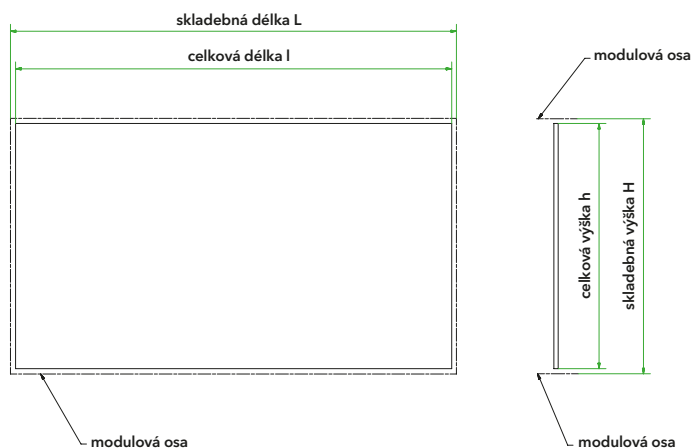 skladebná délka L
celková délka l
modulová osa
celková výška h
skladebná výška H
modulová osa
modulová osa